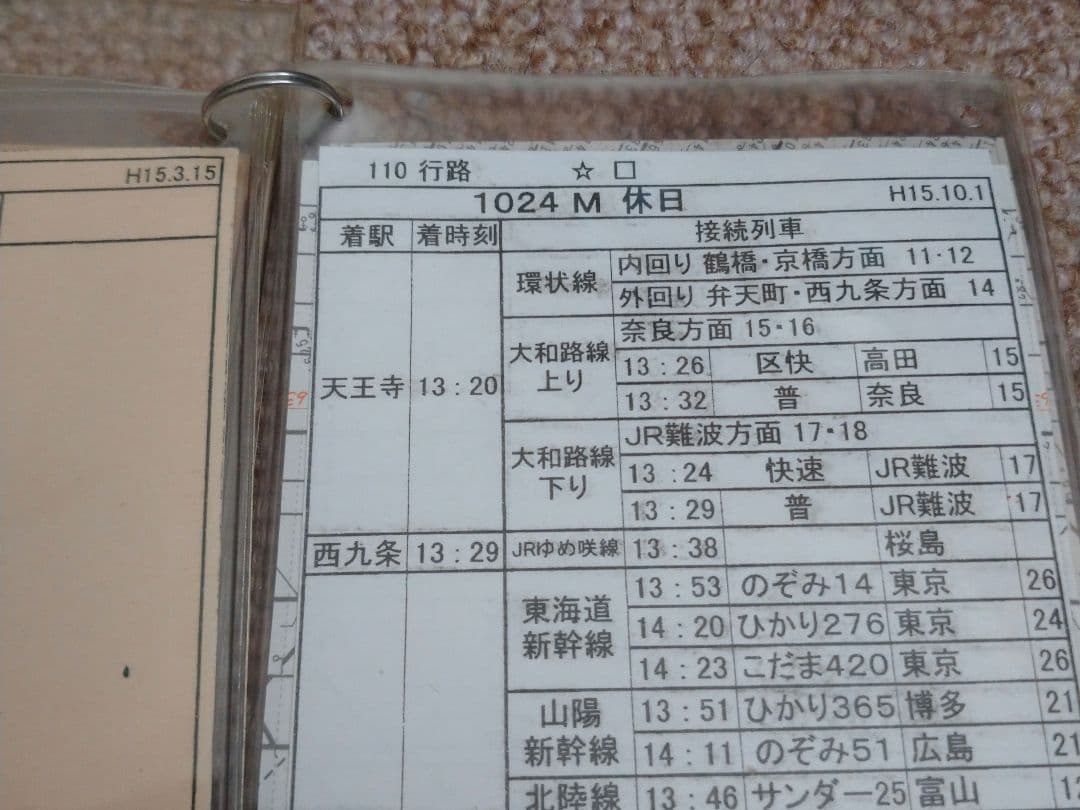 H15.3.15
110 行路 ☆ □
1024 M 休日 H15.10.1
着駅 着時刻 接続列車
天王寺 13:20
環状線 内回り 鶴橋・京橋方面 11・12
外回り 弁天町・西九条方面 14
大和路線 上り 奈良方面 15・16
13:26 区快 高田 15
13:32 普 奈良 15
大和路線 下り JR難波方面 17・18
13:24 快速 JR難波 17
13:29 普 JR難波 17
西九条 13:29 JRゆめ咲線 13:38 桜島
東海道新幹線 13:53 のぞみ14 東京 26
14:20 ひかり276 東京 24
14:23 こだま420 東京 26
山陽新幹線 13:51 ひかり365 博多 21
14:11 のぞみ51 広島 21
北陸線 13:46 サンダー25 富山